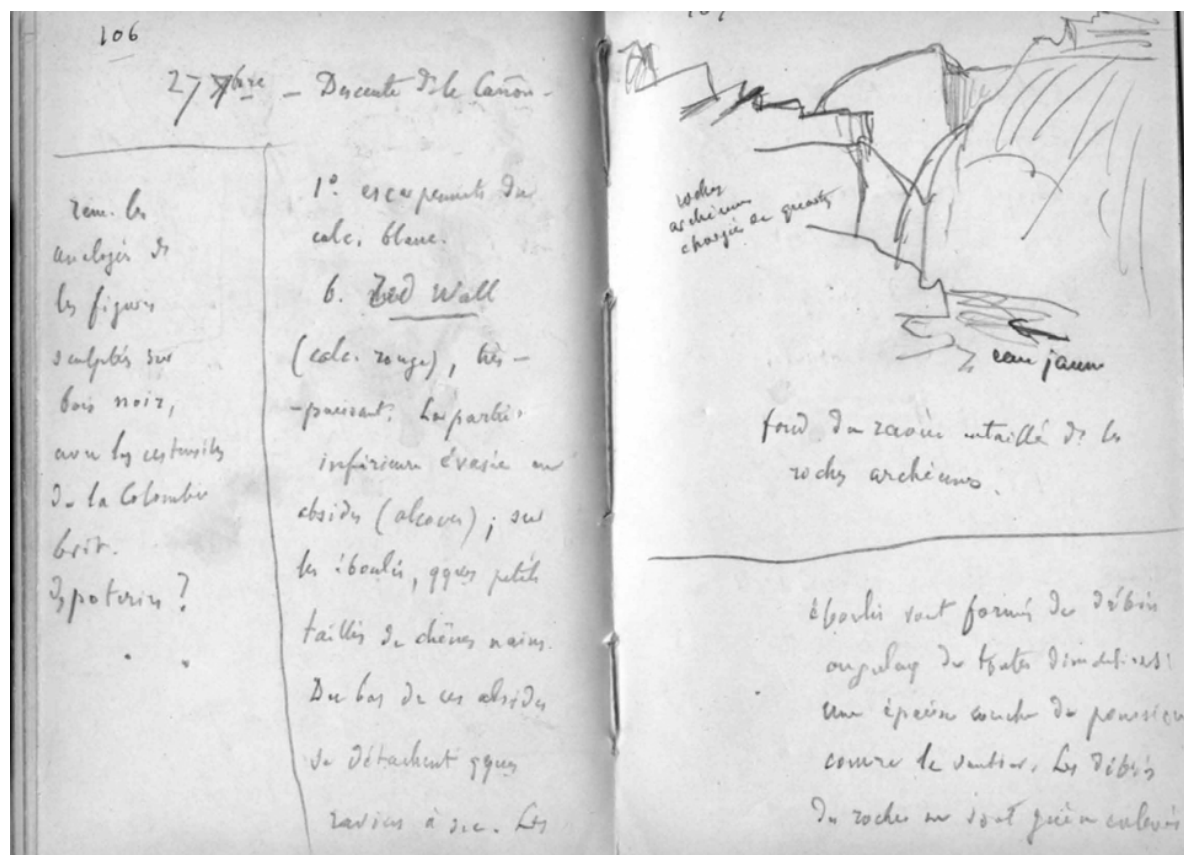 106
27 7bre — Descente ds le Cañon -
rem. les
analogies ds
les figures
sculptées sur
bois noir,
avec les ustensiles
de la Colombie
brit.
& poteries ?
1°. escarpements du
calc. blanc.
6. Red Wall
(calc. rouge), très-
-puissant. La partie
inférieure évasée en
absides (alcoves) ; sur
les éboulis, qques petits
taillis de chênes nains.
Du bas de ces absides
se détachent qques
ravins à sec. Les
107
roches
archéennes
chargées de quartz
eau jaune
fond du ravin entaillé ds les
roches archéennes.
éboulis sont formés de débris
anguleux de toutes dimensions :
une épaisse couche de poussière
couvre le sentier. Les débris
de roches ne sont guère enlevés